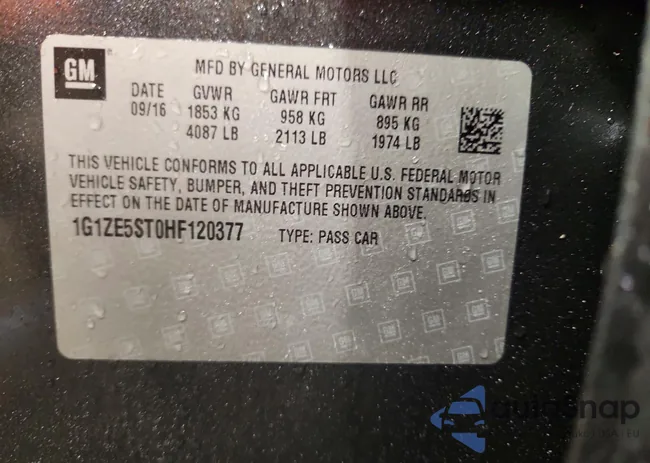 GM
MFD BY GENERAL MOTORS LLC
DATE GVWR GAWR FRT GAWR RR
09/16 1853 KG 958 KG 895 KG
4087 LB 2113 LB 1974 LB
THIS VEHICLE CONFORMS TO ALL APPLICABLE U.S. FEDERAL MOTOR
VEHICLE SAFETY, BUMPER, AND THEFT PREVENTION STANDARDS IN
EFFECT ON THE DATE OF MANUFACTURE SHOWN ABOVE.
1G1ZE5ST0HF120377 TYPE: PASS CAR
autosnap